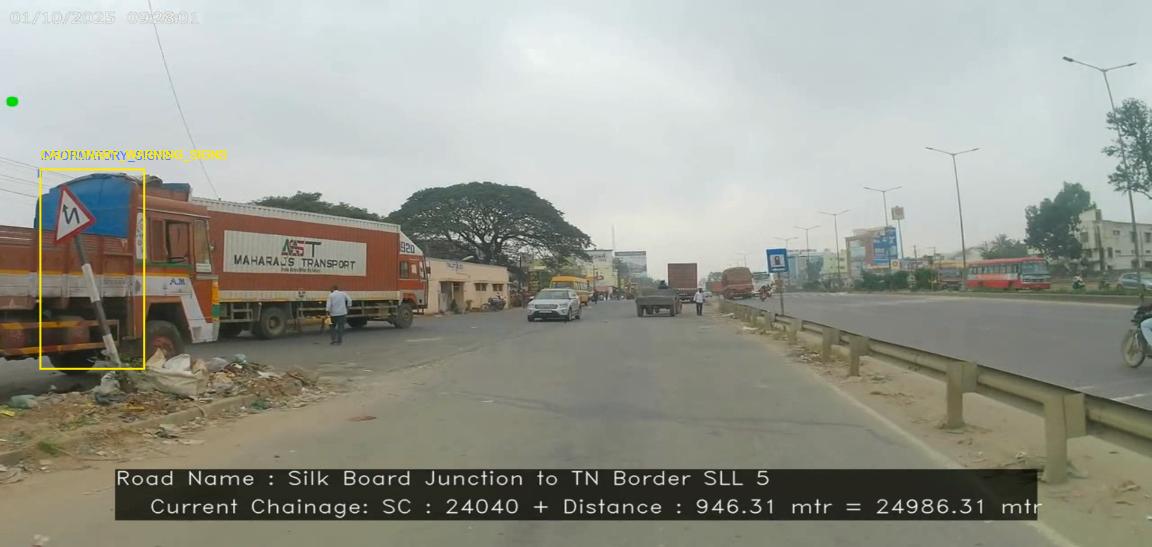 01/10/2025 09:28:01
MAHARAJ'S TRANSPORT
Road Name : Silk Board Junction to TN Border SLL 5
Current Chainage: SC : 24040 + Distance : 946.31 mtr = 24986.31 mtr